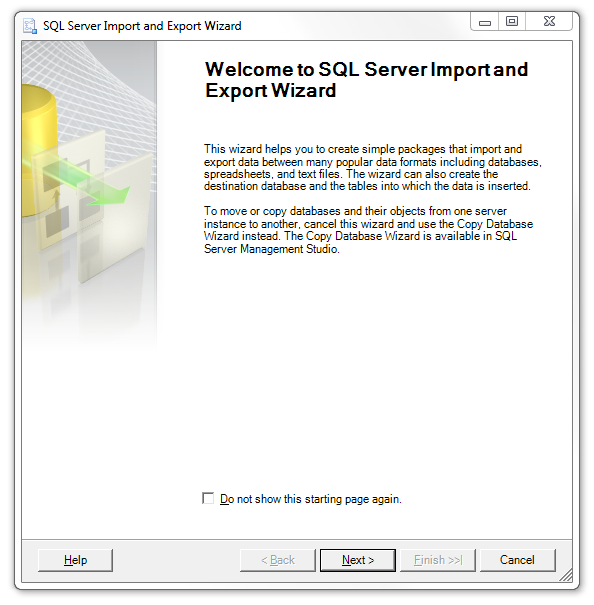 SQL Server Import and Export Wizard
Welcome to SQL Server Import and
Export Wizard
This wizard helps you to create simple packages that import and
export data between many popular data formats including databases,
spreadsheets, and text files. The wizard can also create the
destination database and the tables into which the data is inserted.
To move or copy databases and their objects from one server
instance to another, cancel this wizard and use the Copy Database
Wizard instead. The Copy Database Wizard is available in SQL
Server Management Studio.
Do not show this starting page again.
Help
< Back
Next >
Finish >>|
Cancel